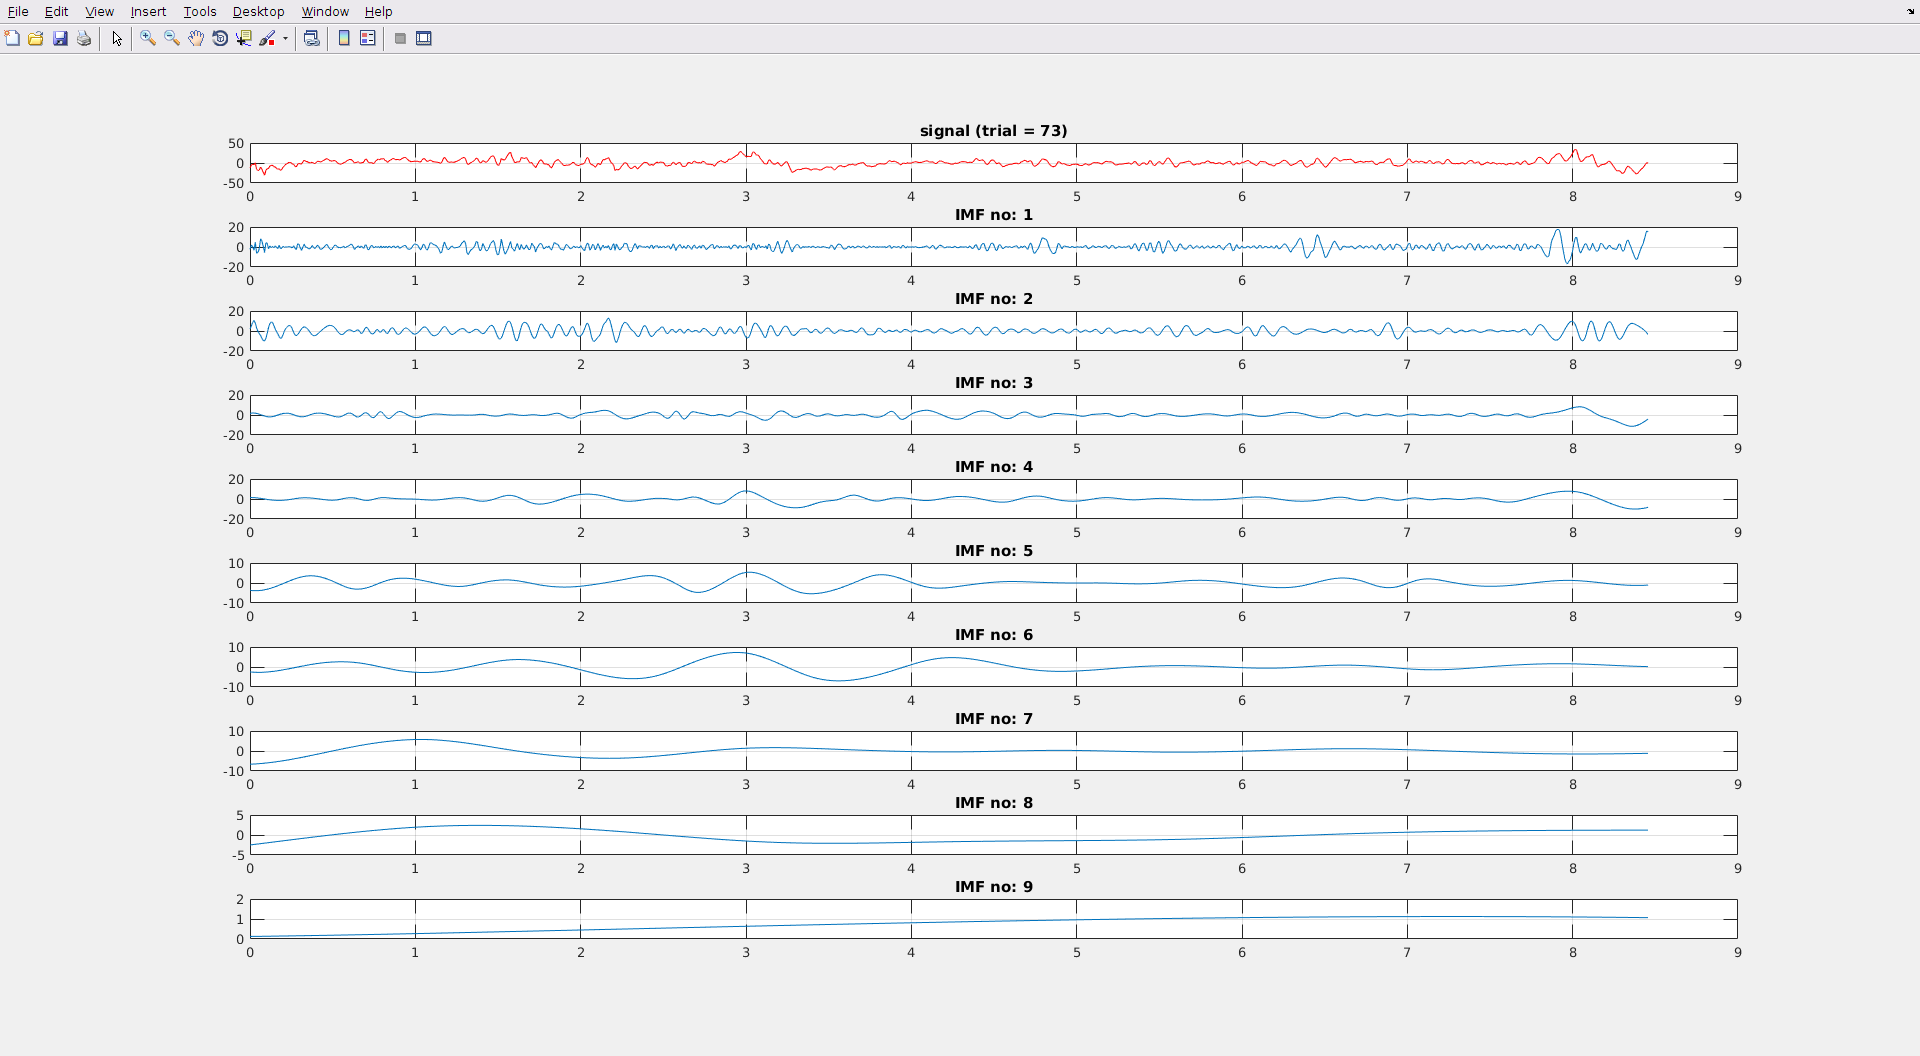 File Edit View Insert Tools Desktop Window Help
signal (trial = 73)
50
0
-50
0 1 2 3 4 5 6 7 8 9
IMF no: 1
20
0
-20
0 1 2 3 4 5 6 7 8 9
IMF no: 2
20
0
-20
0 1 2 3 4 5 6 7 8 9
IMF no: 3
20
0
-20
0 1 2 3 4 5 6 7 8 9
IMF no: 4
20
0
-20
0 1 2 3 4 5 6 7 8 9
IMF no: 5
10
0
-10
0 1 2 3 4 5 6 7 8 9
IMF no: 6
10
0
-10
0 1 2 3 4 5 6 7 8 9
IMF no: 7
10
0
-10
0 1 2 3 4 5 6 7 8 9
IMF no: 8
5
0
-5
0 1 2 3 4 5 6 7 8 9
IMF no: 9
2
1
0
0 1 2 3 4 5 6 7 8 9